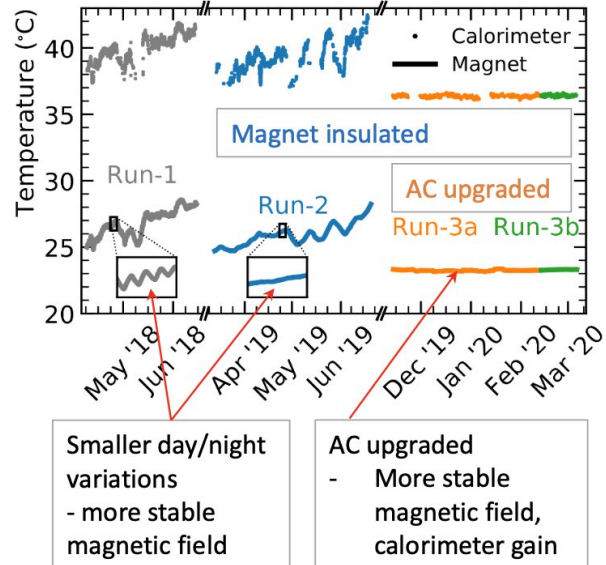 Temperature (°C)
40
35
30
25
20
Calorimeter
Magnet
Magnet insulated
Run-1
Run-2
AC upgraded
Run-3a
Run-3b
May '18
Jun '18
Apr '19
May '19
Jun '19
Dec '19
Jan '20
Feb '20
Mar '20
Smaller day/night
variations
- more stable
magnetic field
AC upgraded
- More stable
magnetic field,
calorimeter gain